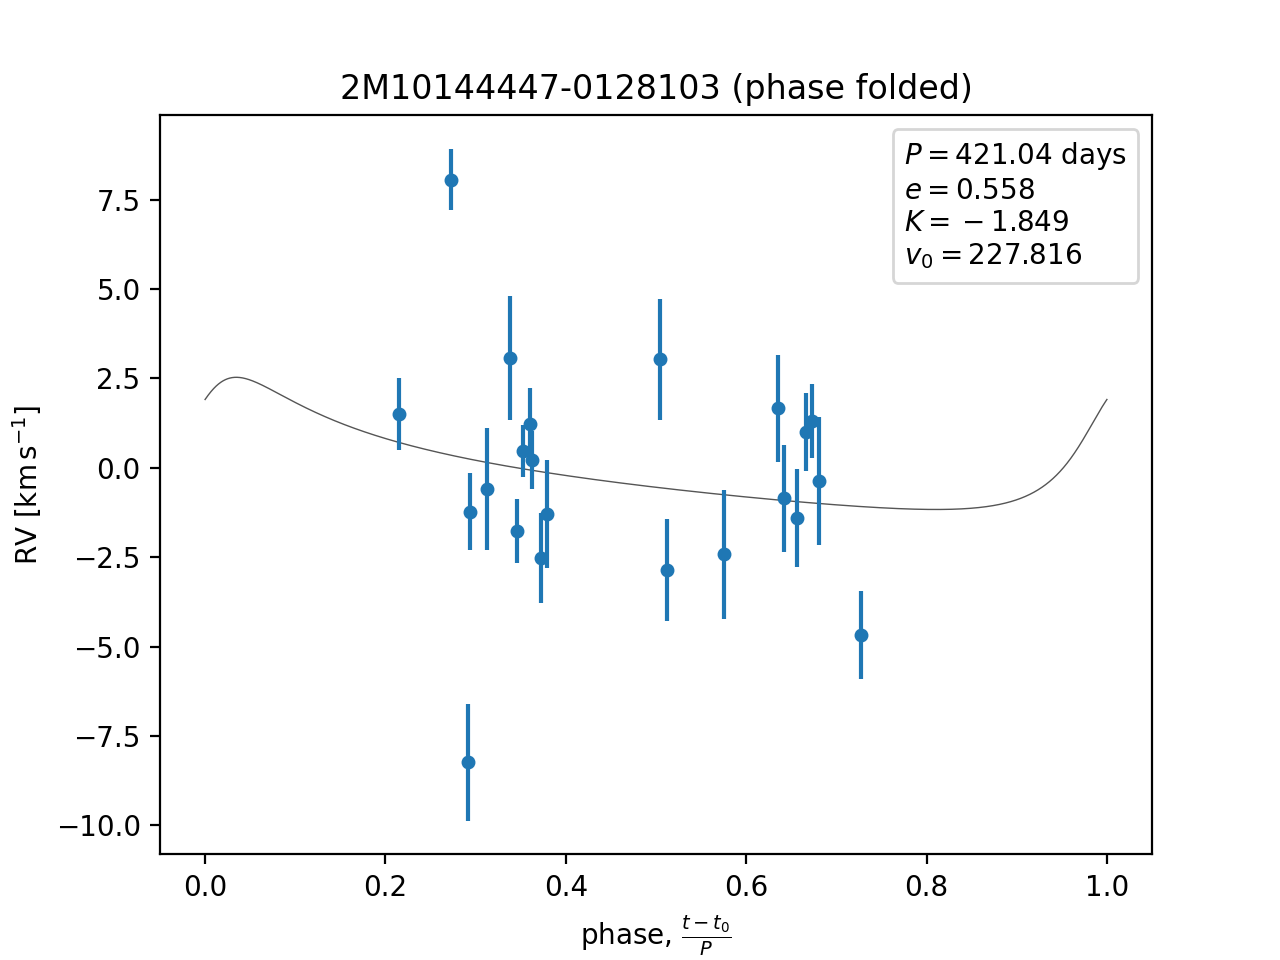 2M10144447-0128103 (phase folded)
P = 421.04 days
e = 0.558
K = −1.849
v₀ = 227.816
RV [km s⁻¹]
7.5
5.0
2.5
0.0
−2.5
−5.0
−7.5
−10.0
0.0 0.2 0.4 0.6 0.8 1.0
phase, (t − t₀)/P